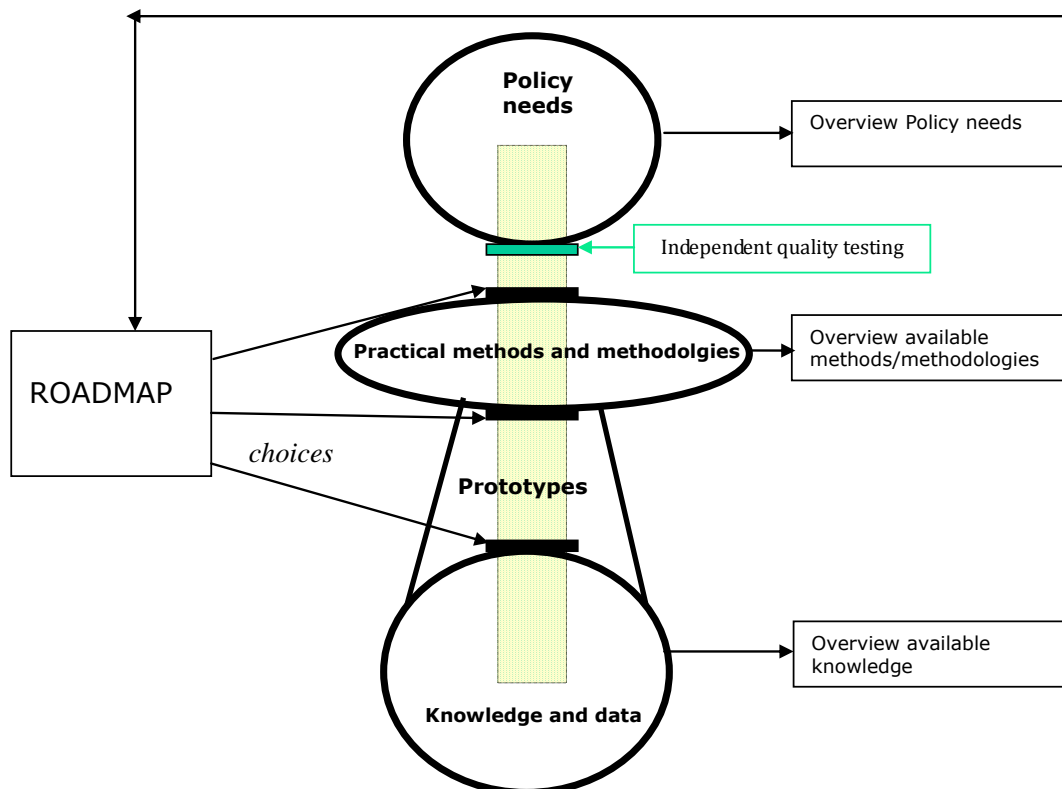 Policy
needs
Overview Policy needs
Independent quality testing
Practical methods and methodolgies
Overview available
methods/methodologies
ROADMAP
choices
Prototypes
Overview available
knowledge
Knowledge and data